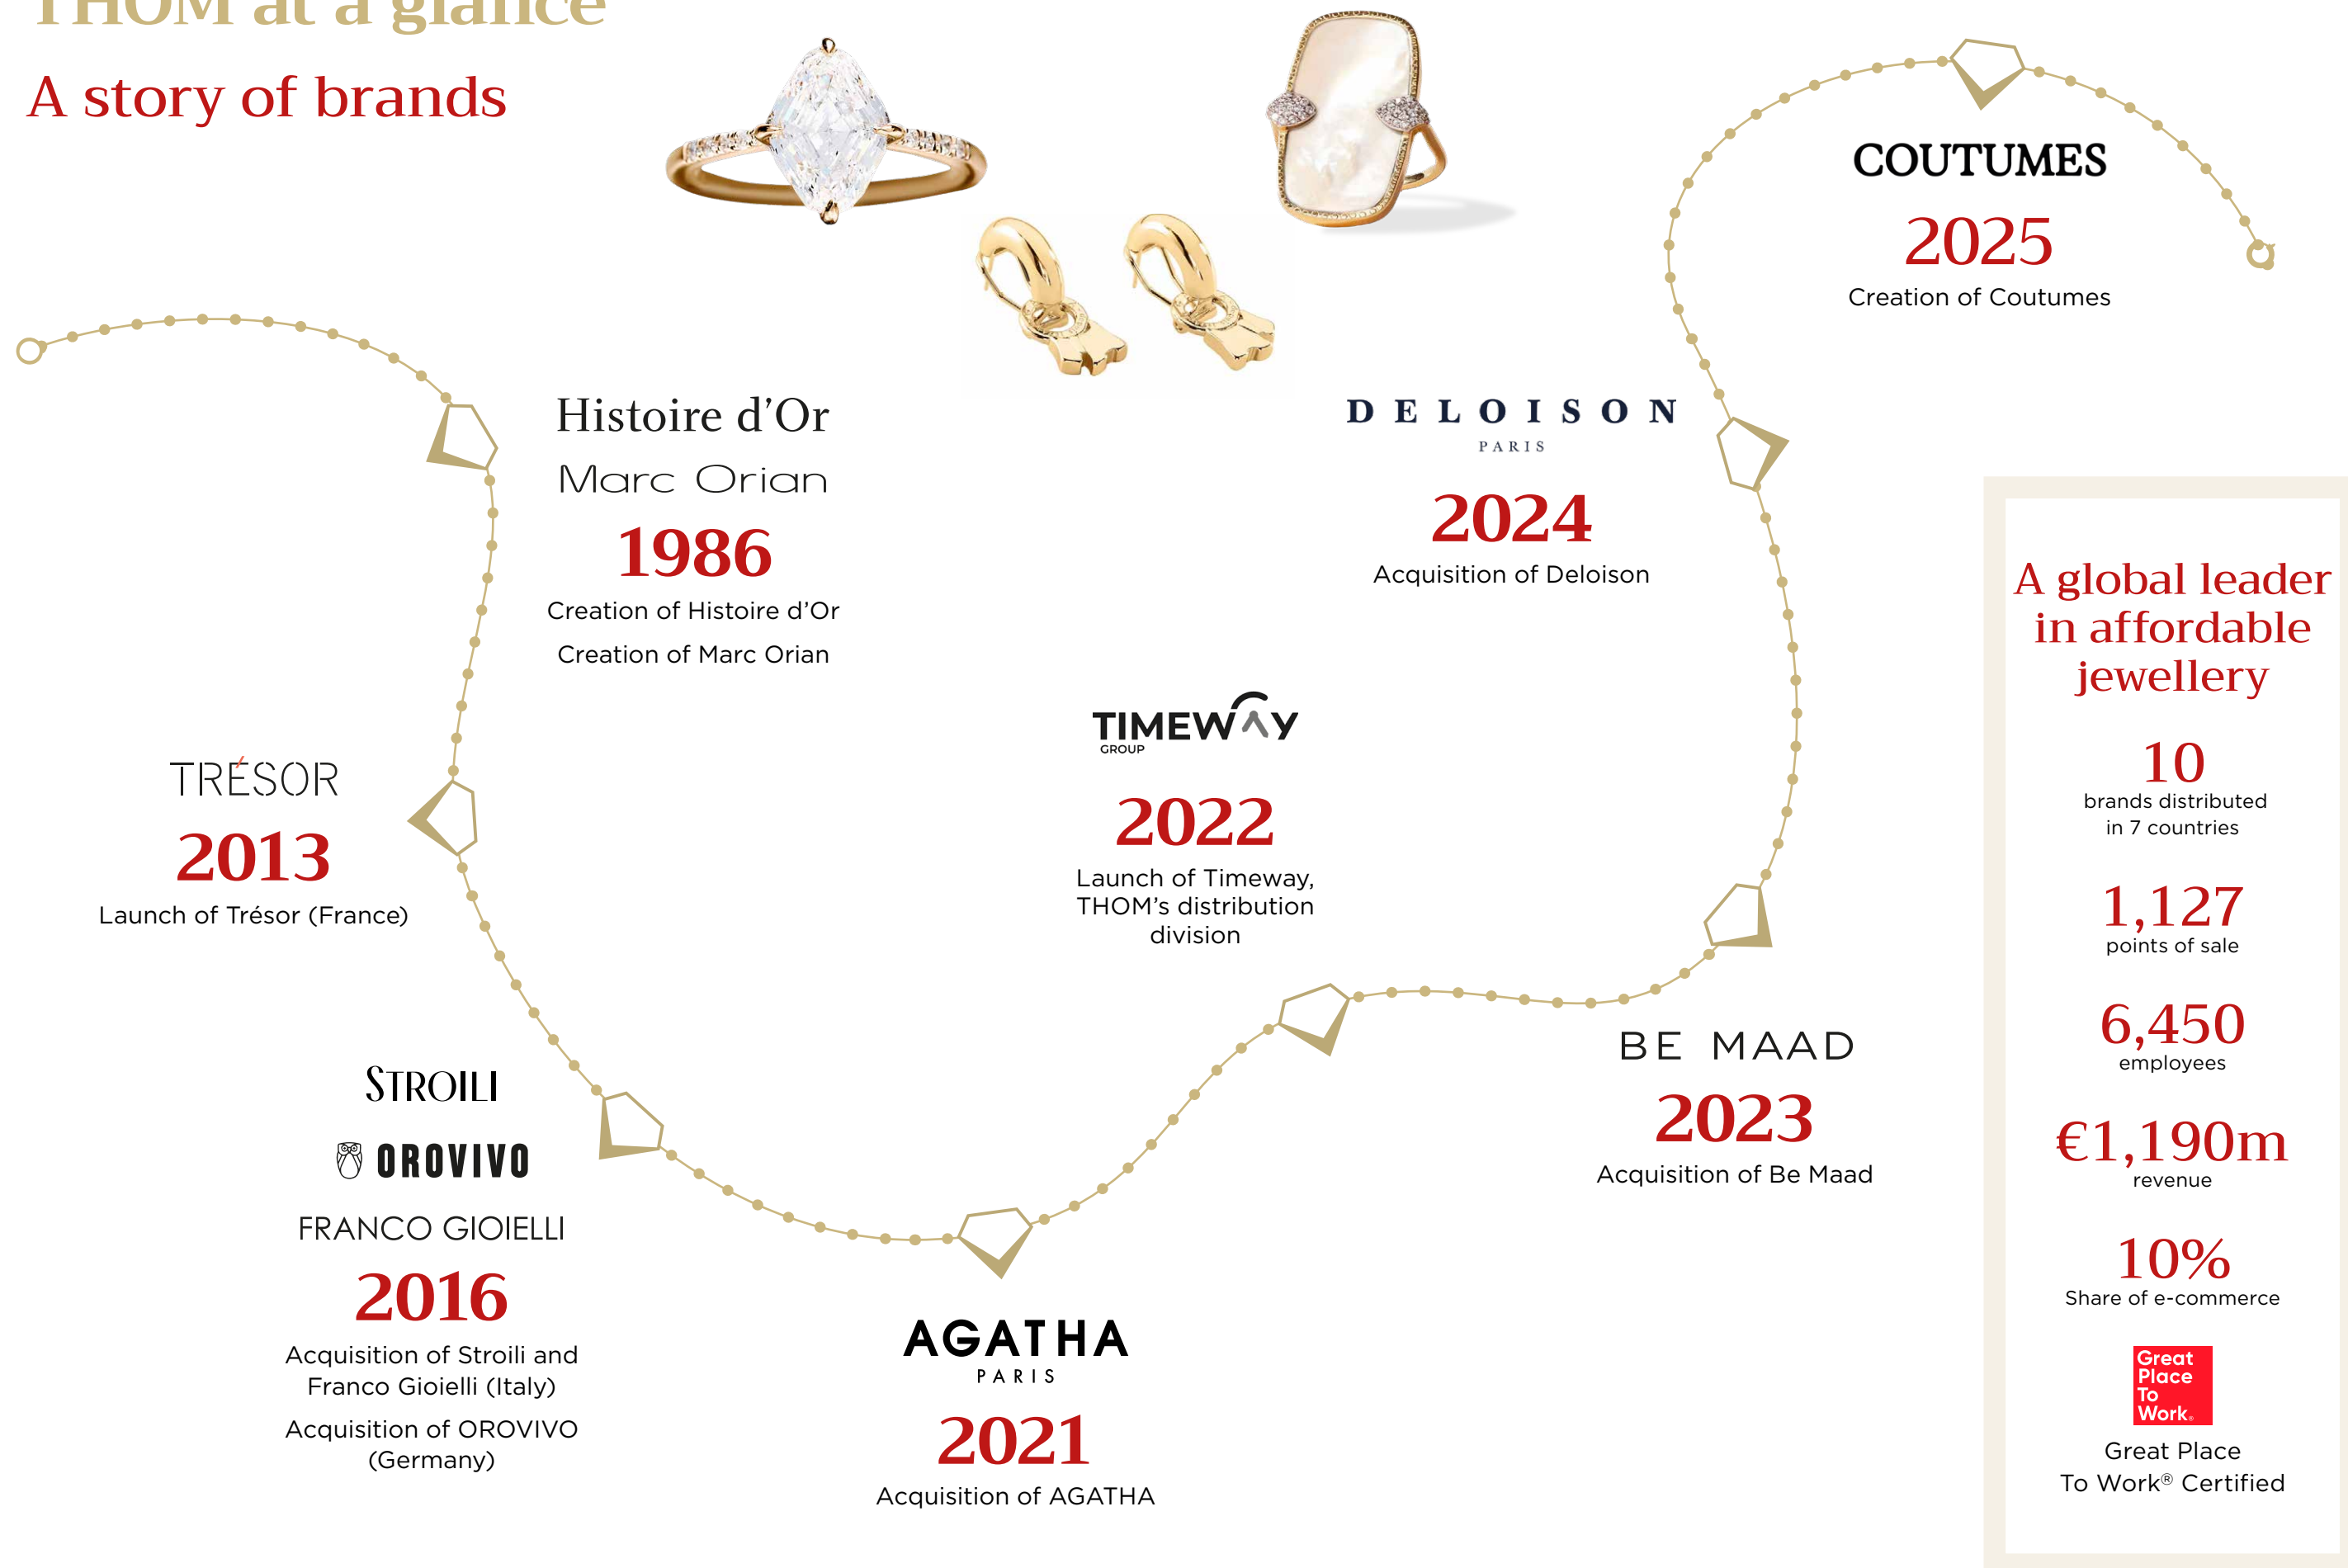 THOM at a glance
A story of brands
Histoire d’Or
Marc Orian
1986
Creation of Histoire d’Or
Creation of Marc Orian
TRÉSOR
2013
Launch of Trésor (France)
STROILI
OROVIVO
FRANCO GIOIELLI
2016
Acquisition of Stroili and
Franco Gioielli (Italy)
Acquisition of OROVIVO
(Germany)
AGATHA
PARIS
2021
Acquisition of AGATHA
TIMEWAY
GROUP
2022
Launch of Timeway,
THOM’s distribution
division
BE MAAD
2023
Acquisition of Be Maad
DELOISON
PARIS
2024
Acquisition of Deloison
COUTUMES
2025
Creation of Coutumes
A global leader
in affordable
jewellery
10
brands distributed
in 7 countries
1,127
points of sale
6,450
employees
€1,190m
revenue
10%
Share of e-commerce
Great
Place
To
Work®
Great Place
To Work® Certified